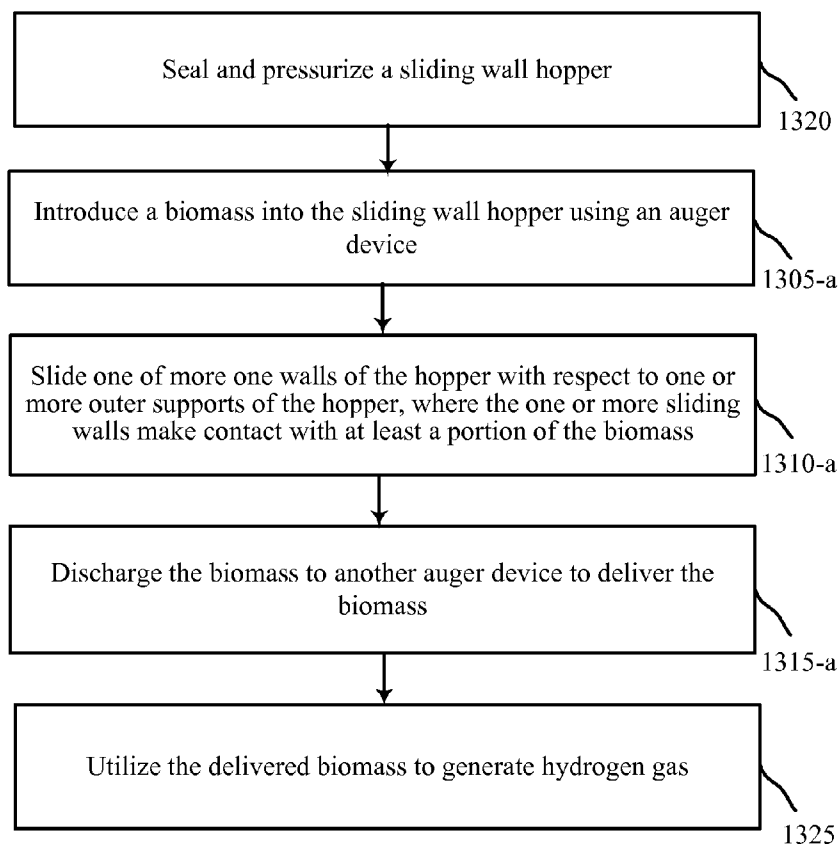 Seal and pressurize a sliding wall hopper
1320
Introduce a biomass into the sliding wall hopper using an auger
device
1305-a
Slide one of more one walls of the hopper with respect to one or
more outer supports of the hopper, where the one or more sliding
walls make contact with at least a portion of the biomass
1310-a
Discharge the biomass to another auger device to deliver the
biomass
1315-a
Utilize the delivered biomass to generate hydrogen gas
1325